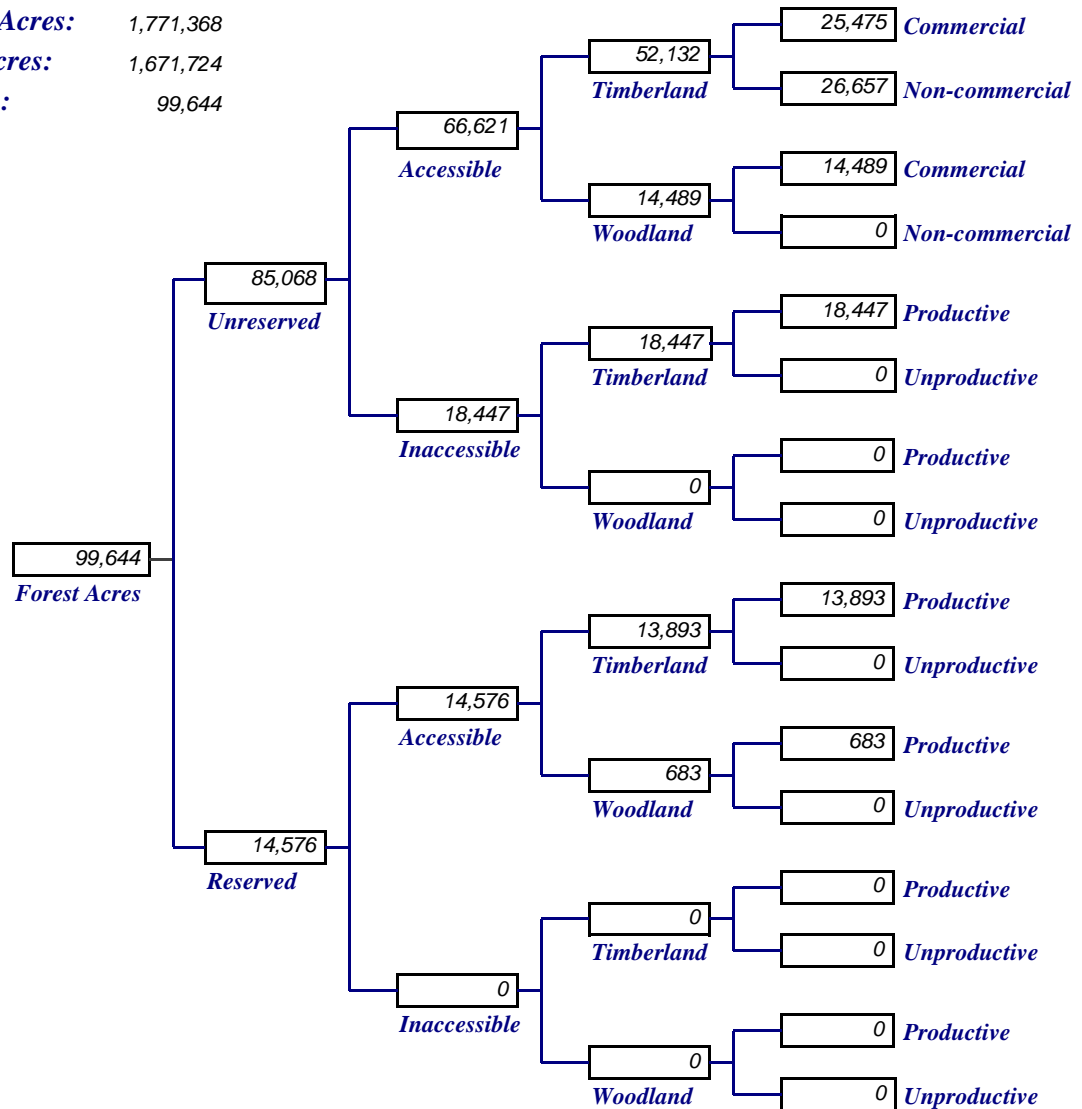 Acres: 1,771,368
cres: 1,671,724
: 99,644
25,475 Commercial
52,132
Timberland
26,657 Non-commercial
66,621
Accessible
14,489 Commercial
14,489
Woodland
0 Non-commercial
85,068
Unreserved
18,447 Productive
18,447
Timberland
0 Unproductive
18,447
Inaccessible
0 Productive
0
Woodland
0 Unproductive
99,644
Forest Acres
13,893 Productive
13,893
Timberland
0 Unproductive
14,576
Accessible
683 Productive
683
Woodland
0 Unproductive
14,576
Reserved
0 Productive
0
Timberland
0 Unproductive
0
Inaccessible
0 Productive
0
Woodland
0 Unproductive